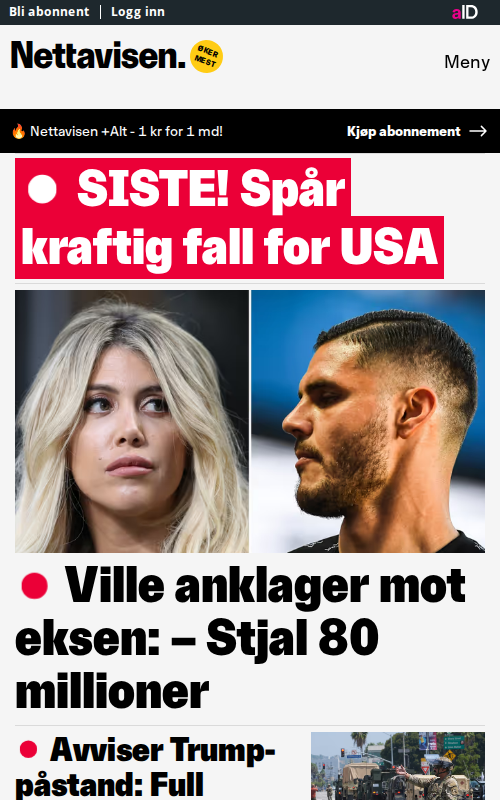 Bli abonnent | Logg inn
aID
Nettavisen.
ØKER
MEST
Meny
🔥 Nettavisen +Alt - 1 kr for 1 md!
Kjøp abonnement →
SISTE! Spår
kraftig fall for USA
Ville anklager mot
eksen: – Stjal 80
millioner
Avviser Trump-
påstand: Full